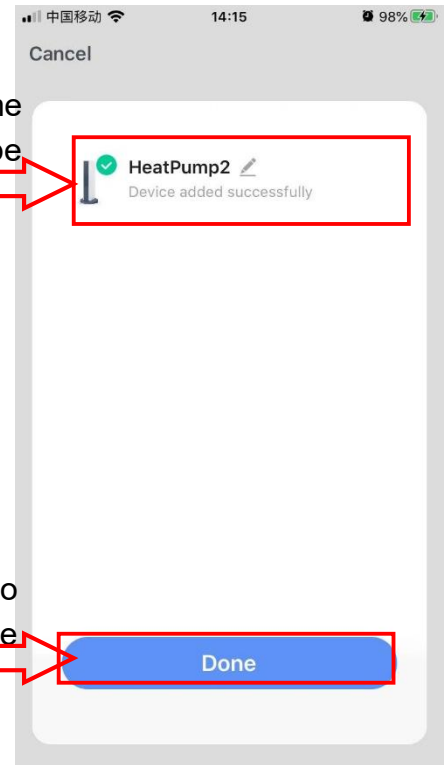 中国移动 14:15 98%
Cancel
HeatPump2
Device added successfully
Done